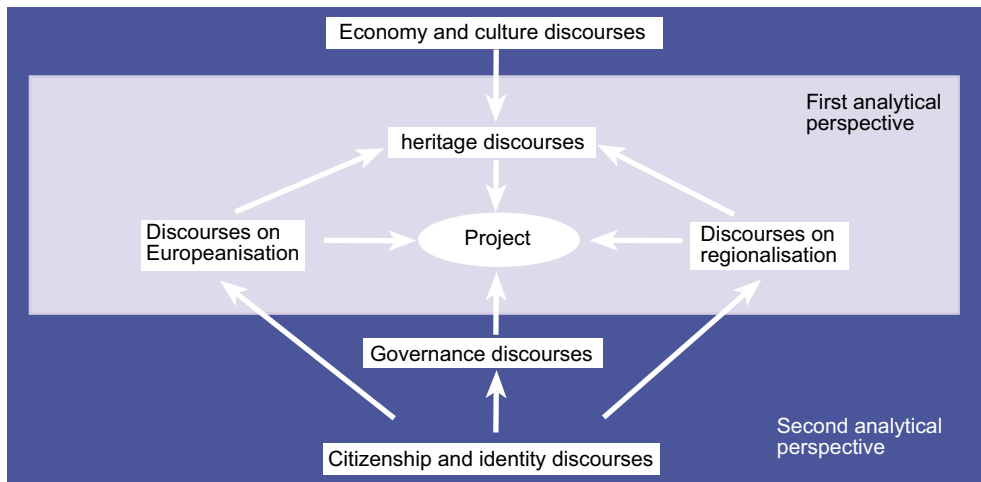 Economy and culture discourses
First analytical
perspective
heritage discourses
Discourses on
Europeanisation
Project
Discourses on
regionalisation
Governance discourses
Second analytical
perspective
Citizenship and identity discourses